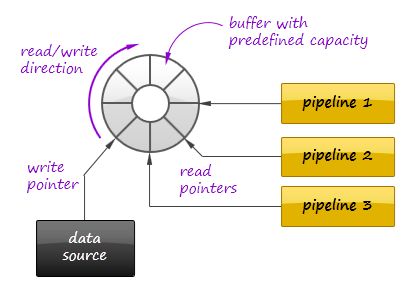 buffer with
predefined capacity
read/write
direction
pipeline 1
pipeline 2
pipeline 3
write
pointer
read
pointers
data
source